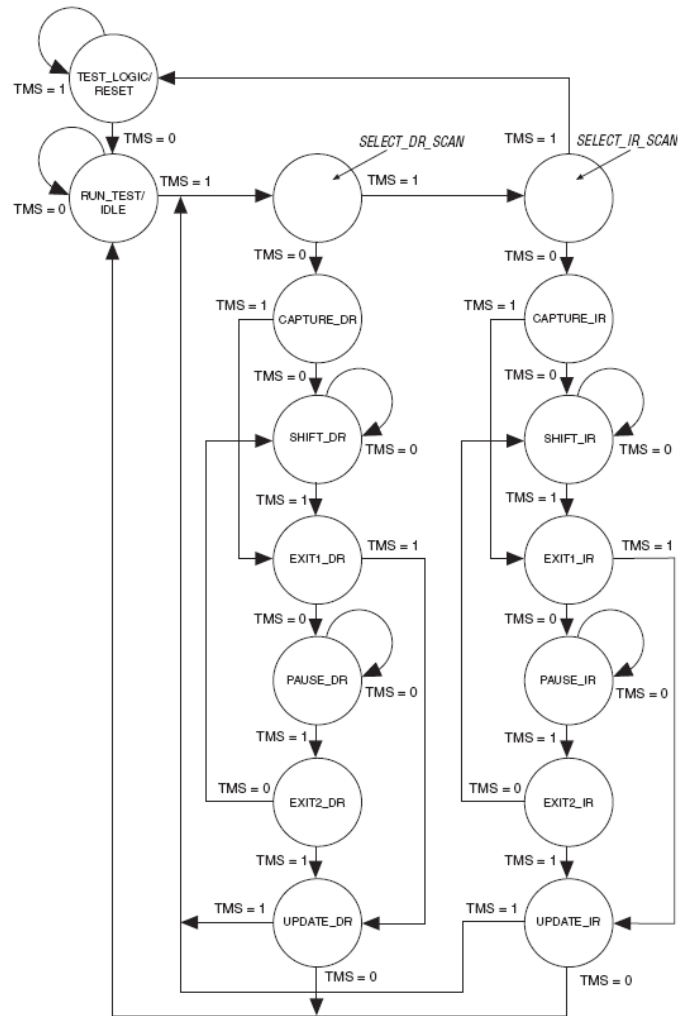 TEST_LOGIC/
RESET
TMS = 1
TMS = 0
TMS = 1
SELECT_DR_SCAN
SELECT_IR_SCAN
RUN_TEST/
IDLE
TMS = 0
TMS = 1
TMS = 1
TMS = 0
TMS = 0
TMS = 1
CAPTURE_DR
TMS = 1
CAPTURE_IR
TMS = 0
TMS = 0
SHIFT_DR
TMS = 0
SHIFT_IR
TMS = 0
TMS = 1
TMS = 1
EXIT1_DR
TMS = 1
EXIT1_IR
TMS = 1
TMS = 0
TMS = 0
PAUSE_DR
TMS = 0
PAUSE_IR
TMS = 0
TMS = 1
TMS = 1
TMS = 0
EXIT2_DR
TMS = 0
EXIT2_IR
TMS = 1
TMS = 1
TMS = 1
UPDATE_DR
TMS = 1
UPDATE_IR
TMS = 0
TMS = 0